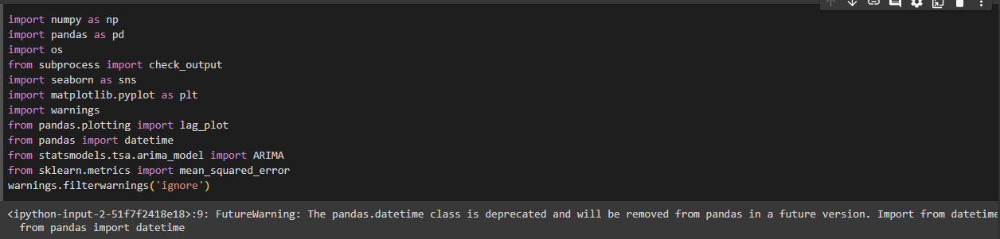 import numpy as np
import pandas as pd
import os
from subprocess import check_output
import seaborn as sns
import matplotlib.pyplot as plt
import warnings
from pandas.plotting import lag_plot
from pandas import datetime
from statsmodels.tsa.arima_model import ARIMA
from sklearn.metrics import mean_squared_error
warnings.filterwarnings('ignore')
<ipython-input-2-51f7f2418e18>:9: FutureWarning: The pandas.datetime class is deprecated and will be removed from pandas in a future version. Import from datetime
from pandas import datetime